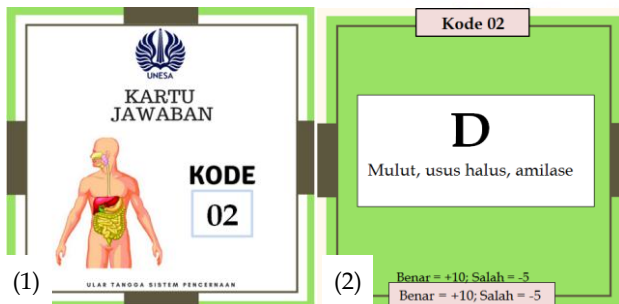 UNESA
KARTU
JAWABAN
KODE
02
ULAR TANGGA SISTEM PENCERNAAN
(1)
Kode 02
D
Mulut, usus halus, amilase
Benar = +10; Salah = -5
Benar = +10; Salah = -5
(2)